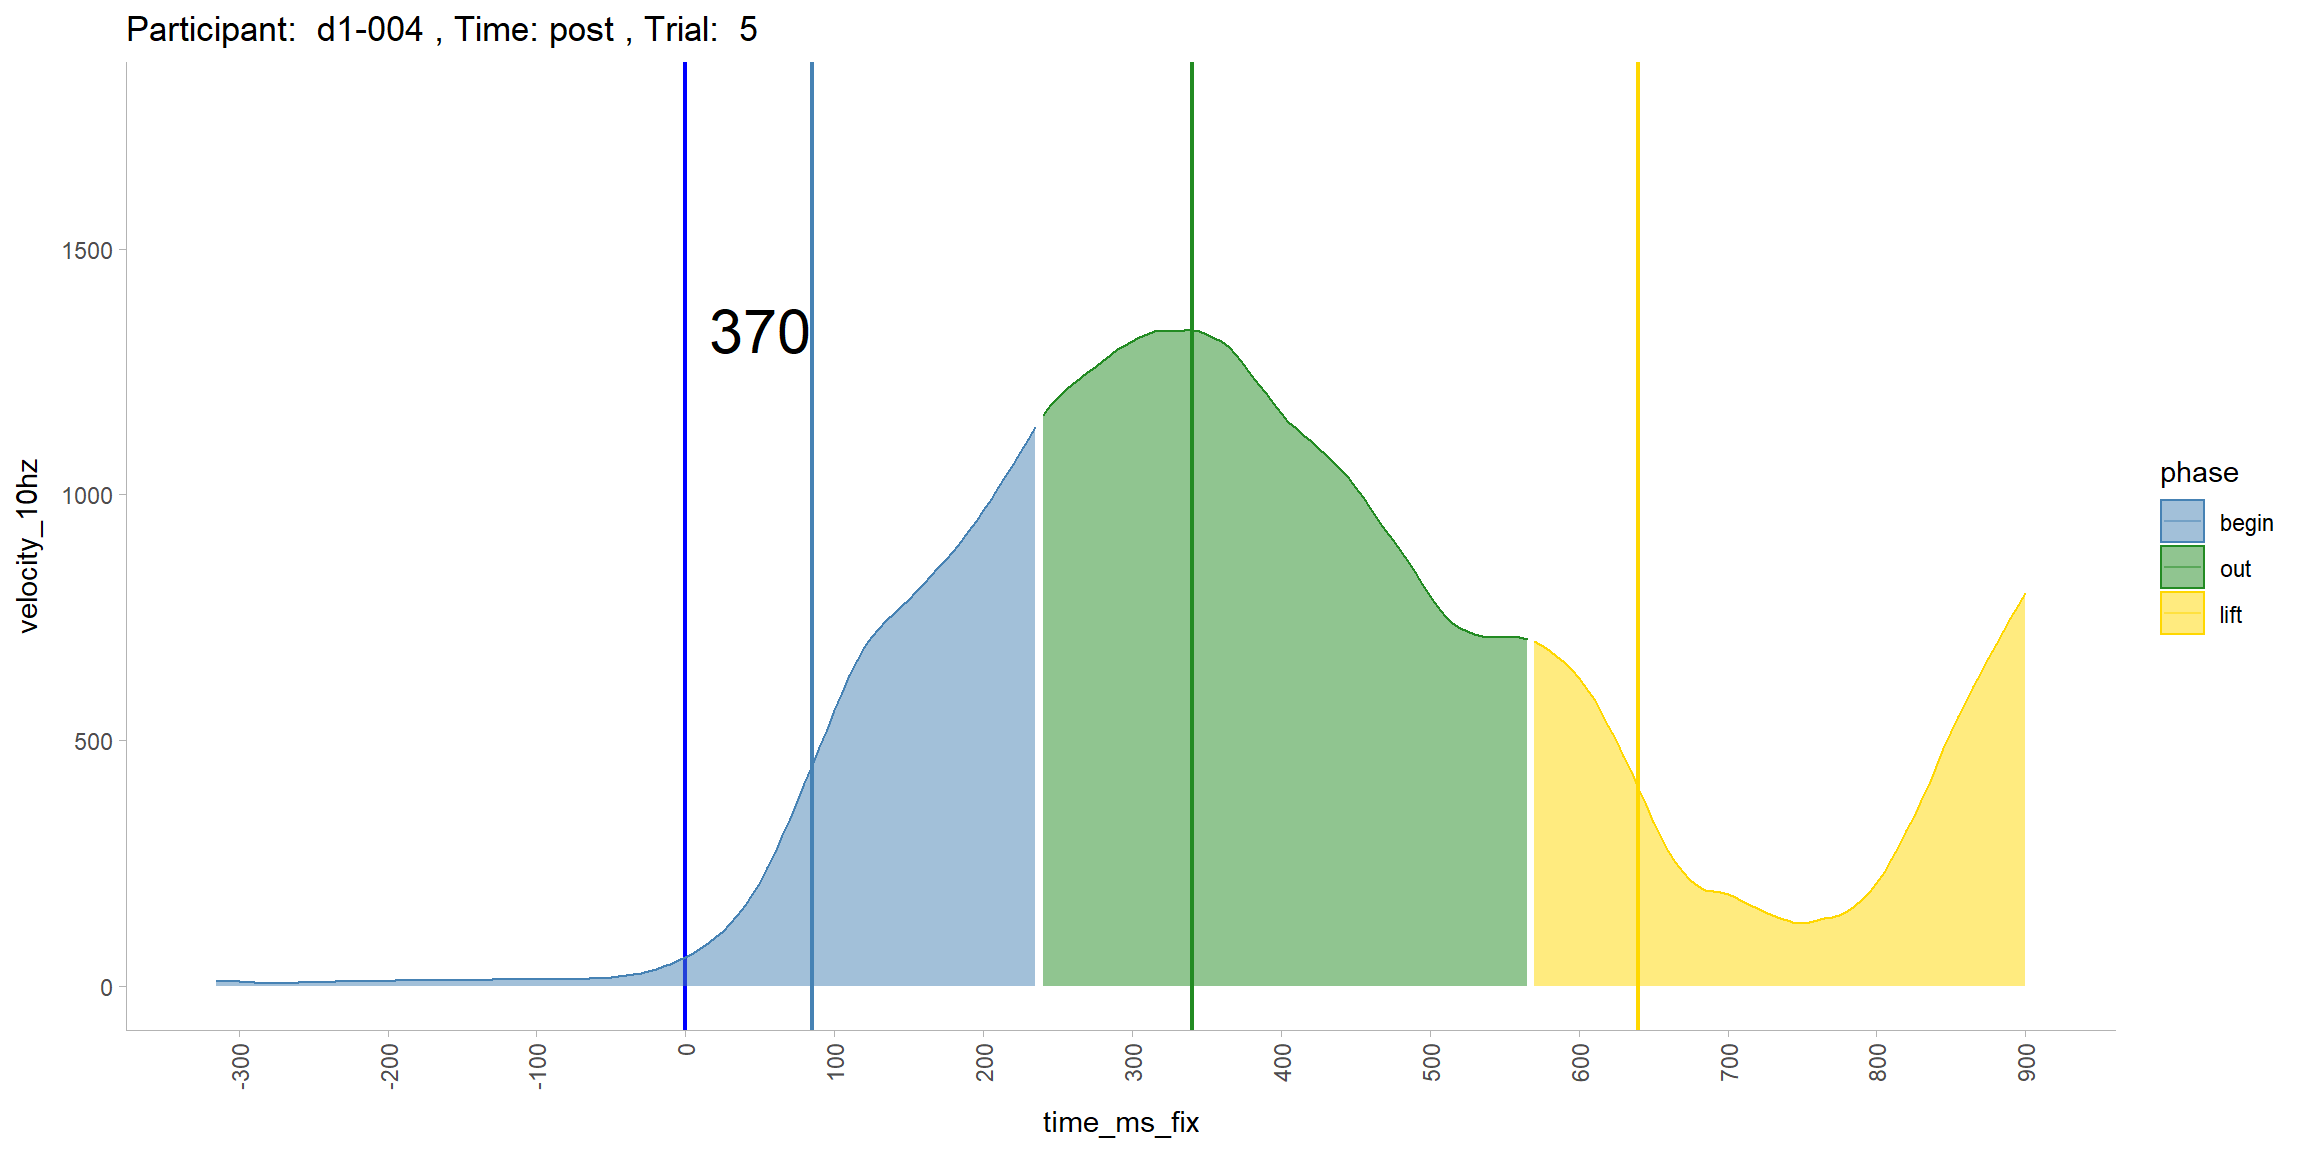 Participant:  d1-004 , Time: post , Trial:  5
1500
1000
500
0
velocity_10hz
370
-300
-200
-100
0
100
200
300
400
500
600
700
800
900
time_ms_fix
phase
begin
out
lift